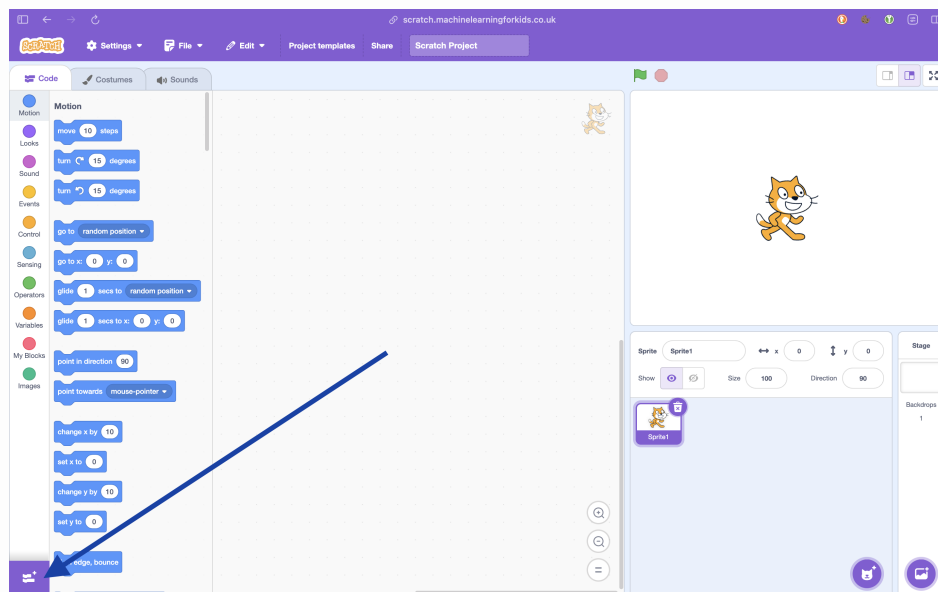 scratch.machinelearningforkids.co.uk
SCRATCH Settings File Edit Project templates Share Scratch Project
Code Costumes Sounds
Motion
Looks
Sound
Events
Control
Sensing
Operators
Variables
My Blocks
Images
Motion
move 10 steps
turn 15 degrees
turn 15 degrees
go to random position
go to x: 0 y: 0
glide 1 secs to random position
glide 1 secs to x: 0 y: 0
point in direction 90
point towards mouse-pointer
change x by 10
set x to 0
change y by 10
set y to 0
edge, bounce
Sprite Sprite1 x 0 y 0
Show Size 100 Direction 90
Sprite1
Stage
Backdrops
1